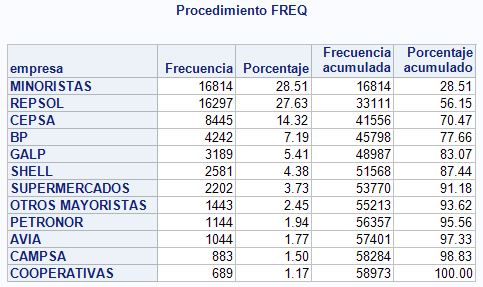 Procedimiento FREQ
empresa Frecuencia Porcentaje Frecuencia acumulada Porcentaje acumulado
MINORISTAS 16814 28.51 16814 28.51
REPSOL 16297 27.63 33111 56.15
CEPSA 8445 14.32 41556 70.47
BP 4242 7.19 45798 77.66
GALP 3189 5.41 48987 83.07
SHELL 2581 4.38 51568 87.44
SUPERMERCADOS 2202 3.73 53770 91.18
OTROS MAYORISTAS 1443 2.45 55213 93.62
PETRONOR 1144 1.94 56357 95.56
AVIA 1044 1.77 57401 97.33
CAMPSA 883 1.50 58284 98.83
COOPERATIVAS 689 1.17 58973 100.00